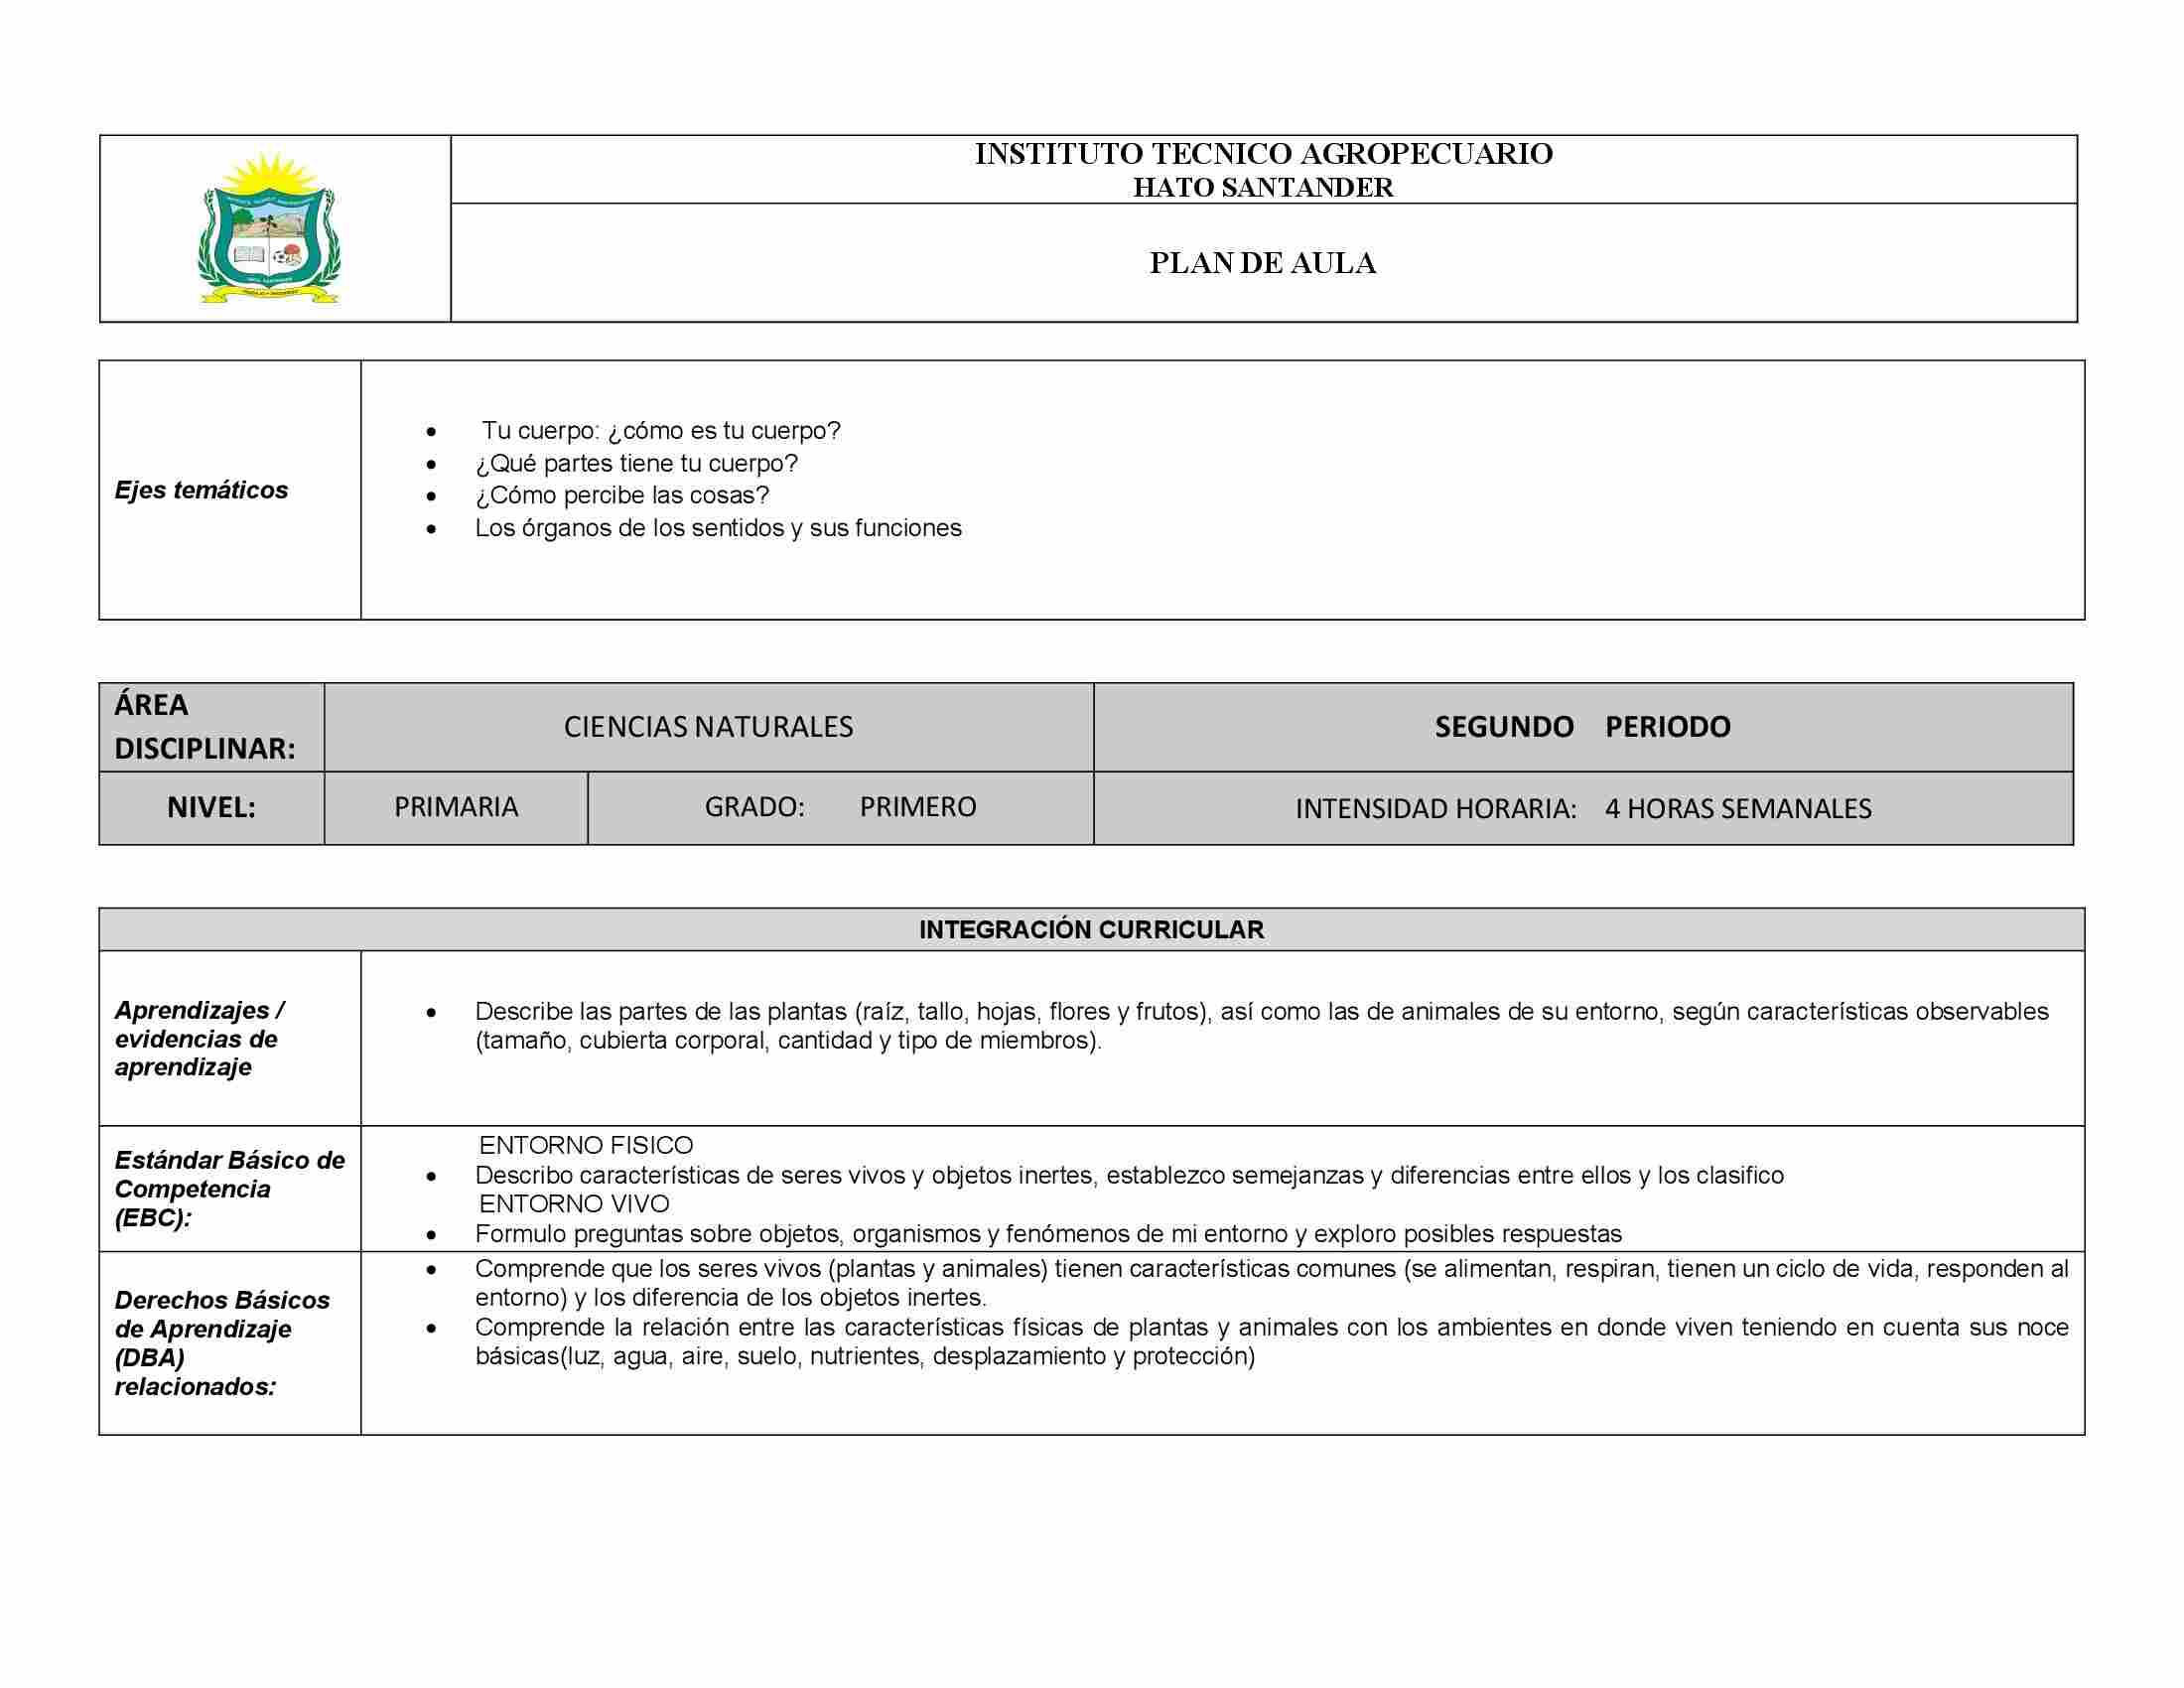 INSTITUTO TECNICO AGROPECUARIO
HATO SANTANDER
PLAN DE AULA
Ejes temáticos
• Tu cuerpo: ¿cómo es tu cuerpo?
• ¿Qué partes tiene tu cuerpo?
• ¿Cómo percibe las cosas?
• Los órganos de los sentidos y sus funciones
ÁREA
DISCIPLINAR:
CIENCIAS NATURALES
SEGUNDO PERIODO
NIVEL:
PRIMARIA
GRADO: PRIMERO
INTENSIDAD HORARIA: 4 HORAS SEMANALES
INTEGRACIÓN CURRICULAR
Aprendizajes /
evidencias de
aprendizaje
• Describe las partes de las plantas (raíz, tallo, hojas, flores y frutos), así como las de animales de su entorno, según características observables
(tamaño, cubierta corporal, cantidad y tipo de miembros).
Estándar Básico de
Competencia
(EBC):
ENTORNO FISICO
• Describo características de seres vivos y objetos inertes, establezco semejanzas y diferencias entre ellos y los clasifico
ENTORNO VIVO
• Formulo preguntas sobre objetos, organismos y fenómenos de mi entorno y exploro posibles respuestas
Derechos Básicos
de Aprendizaje
(DBA)
relacionados:
• Comprende que los seres vivos (plantas y animales) tienen características comunes (se alimentan, respiran, tienen un ciclo de vida, responden al
entorno) y los diferencia de los objetos inertes.
• Comprende la relación entre las características físicas de plantas y animales con los ambientes en donde viven teniendo en cuenta sus noce
básicas(luz, agua, aire, suelo, nutrientes, desplazamiento y protección)